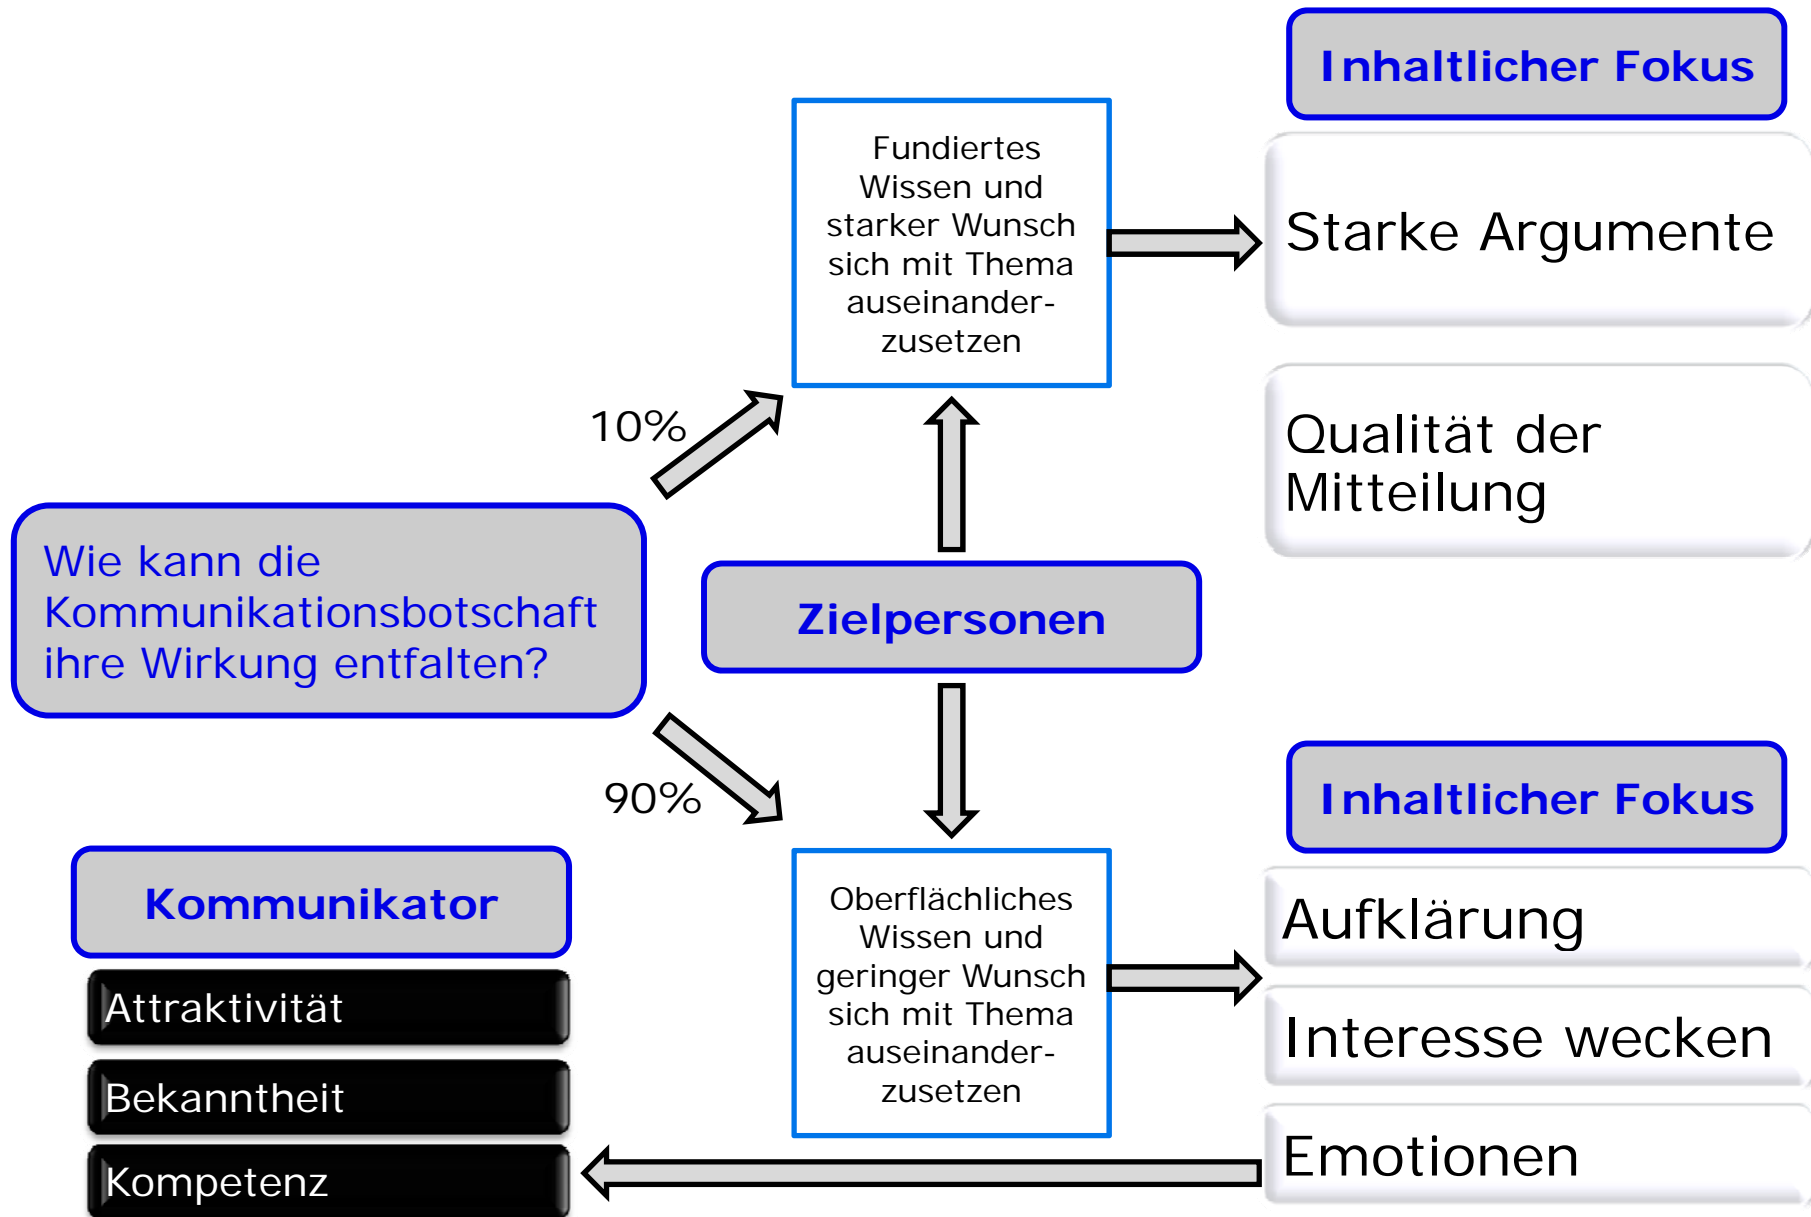 Inhaltlicher Fokus
Fundiertes
Wissen und
starker Wunsch
sich mit Thema
auseinander-
zusetzen
Starke Argumente
10%
Qualität der
Mitteilung
Wie kann die
Kommunikationsbotschaft
ihre Wirkung entfalten?
Zielpersonen
90%
Inhaltlicher Fokus
Kommunikator
Oberflächliches
Wissen und
geringer Wunsch
sich mit Thema
auseinander-
zusetzen
Aufklärung
Attraktivität
Interesse wecken
Bekanntheit
Emotionen
Kompetenz